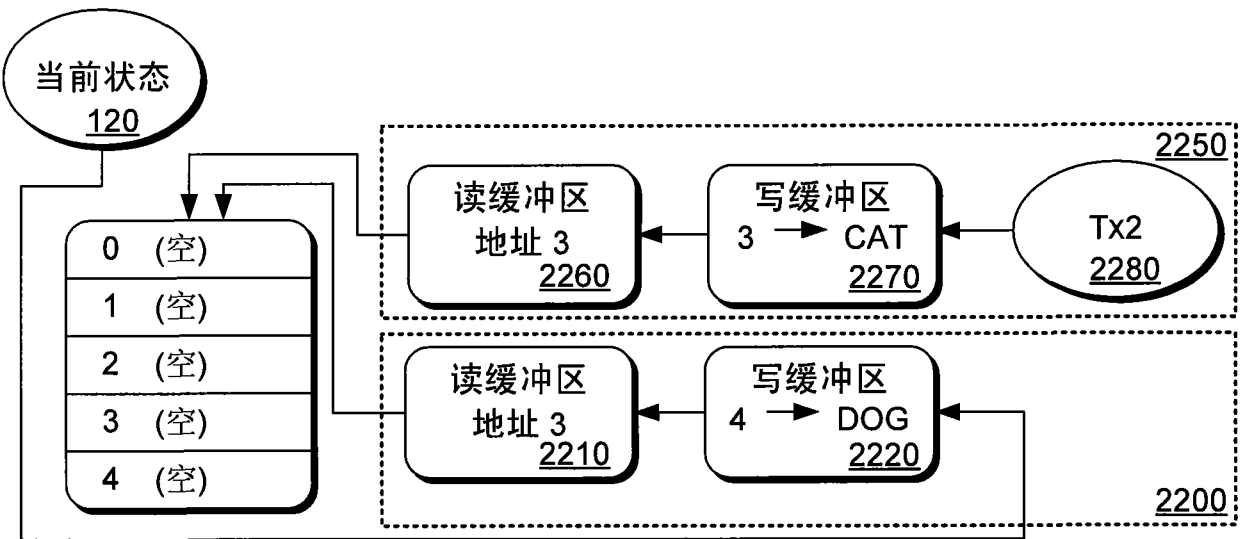 当前状态
120
0 (空)
1 (空)
2 (空)
3 (空)
4 (空)
2250
读缓冲区
地址 3
2260
写缓冲区
3 CAT
2270
Tx2
2280
读缓冲区
地址 3
2210
写缓冲区
4 DOG
2220
2200